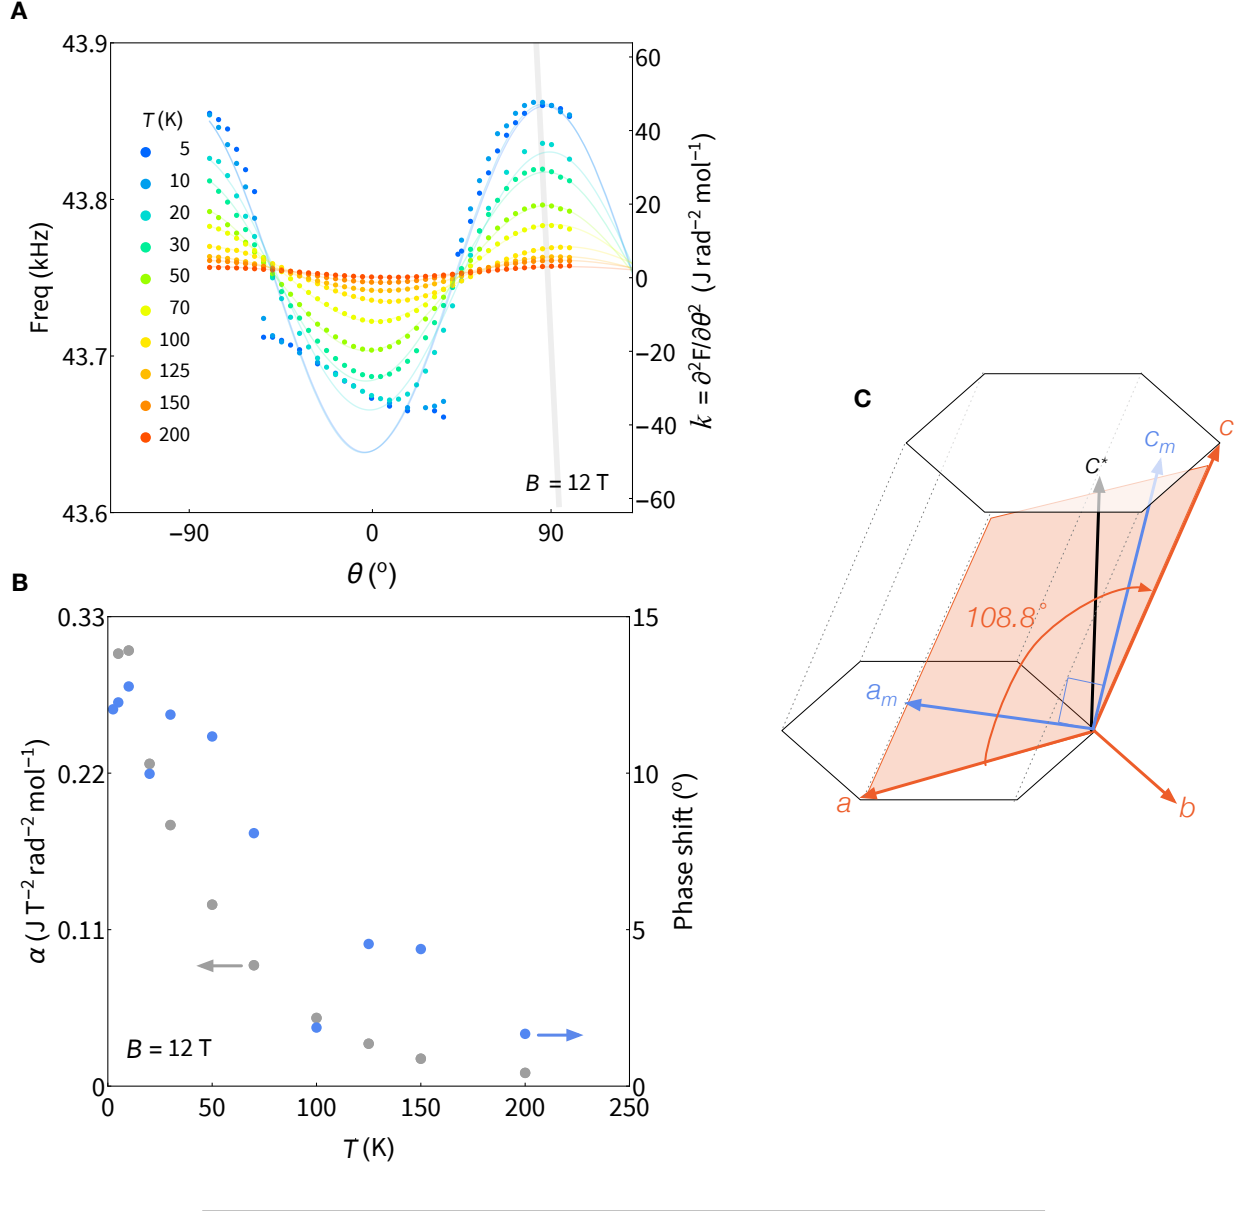 A
43.9
43.8
43.7
43.6
Freq (kHz)
T (K)
5
10
20
30
50
70
100
125
150
200
60
40
20
0
−20
−40
−60
k = ∂²F/∂θ² (J rad⁻² mol⁻¹)
B = 12 T
−90
0
90
θ (°)
B
0.33
0.22
0.11
0
α (J T⁻² rad⁻² mol⁻¹)
15
10
5
0
Phase shift (°)
B = 12 T
0
50
100
150
200
250
T (K)
C
c
cm
c*
108.8°
am
a
b